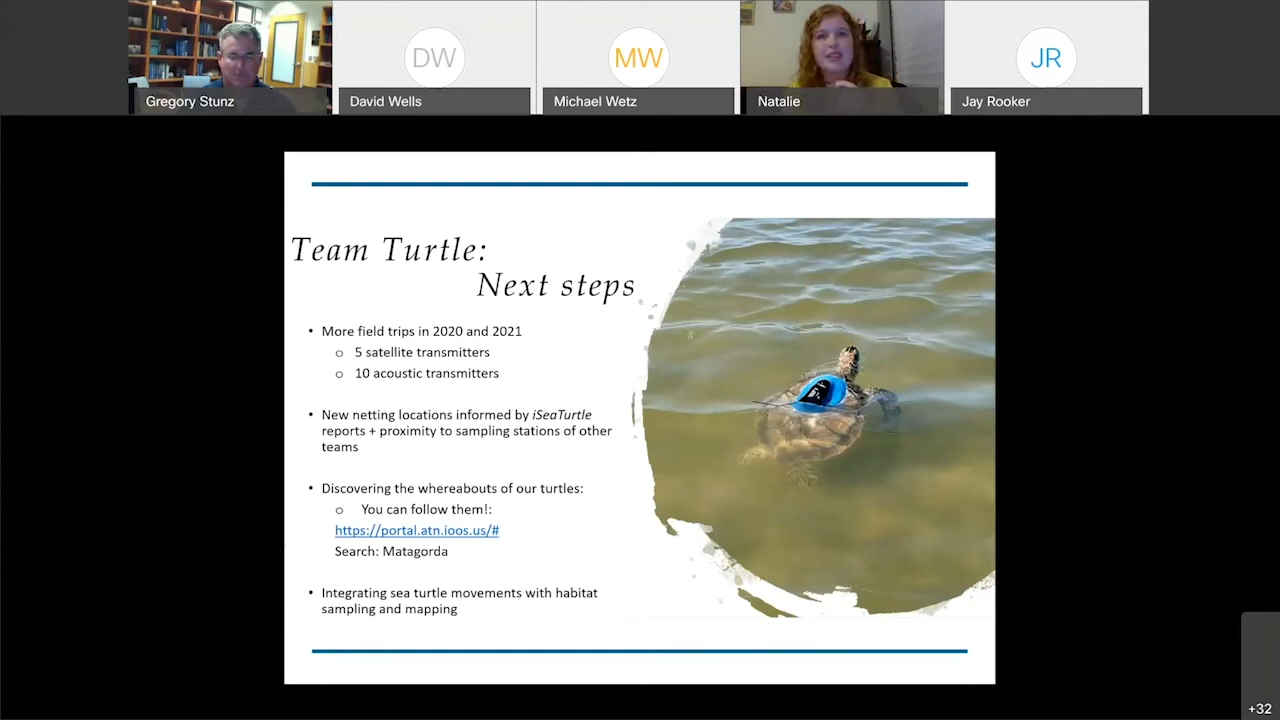 DW
MW
JR
Gregory Stunz
David Wells
Michael Wetz
Natalie
Jay Rooker
Team Turtle:
Next steps
• More field trips in 2020 and 2021
o 5 satellite transmitters
o 10 acoustic transmitters
• New netting locations informed by iSeaTurtle
reports + proximity to sampling stations of other
teams
• Discovering the whereabouts of our turtles:
o You can follow them!:
https://portal.atn.ioos.us/#
Search: Matagorda
• Integrating sea turtle movements with habitat
sampling and mapping
+32